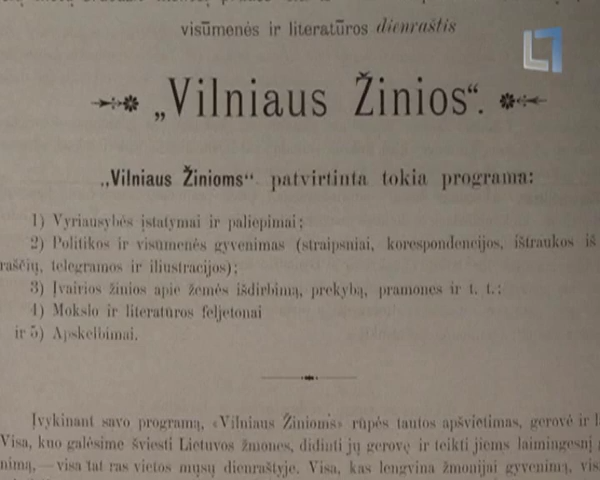 visūmenės ir literatūros dienraštis
„Vilniaus Žinios“.
„Vilniaus Žinioms“ patvirtinta tokia programa:
1) Vyriausybės įstatymai ir paliepimai;
2) Politikos ir visūmenės gyvenimas (straipsniai, korespondencijos, ištraukos iš
raščių, telegramos ir iliustracijos);
3) Įvairios žinios apie žemės išdirbimą, prekybą, pramones ir t. t.;
4) Mokslo ir literatūros feljetonai
ir 5) Apskelbimai.
Įvykinant savo programą, «Vilniaus Žinioms» rūpės tautos apšvietimas, gerovė ir
Visa, kuo galėsime šviesti Lietuvos žmones, didinti jų gerovę ir teikti jiems laimingesnį
nimą,—visa tat ras vietos mųsų dienraštyje. Visa, kas lengvina žmonijai gyvenimą,